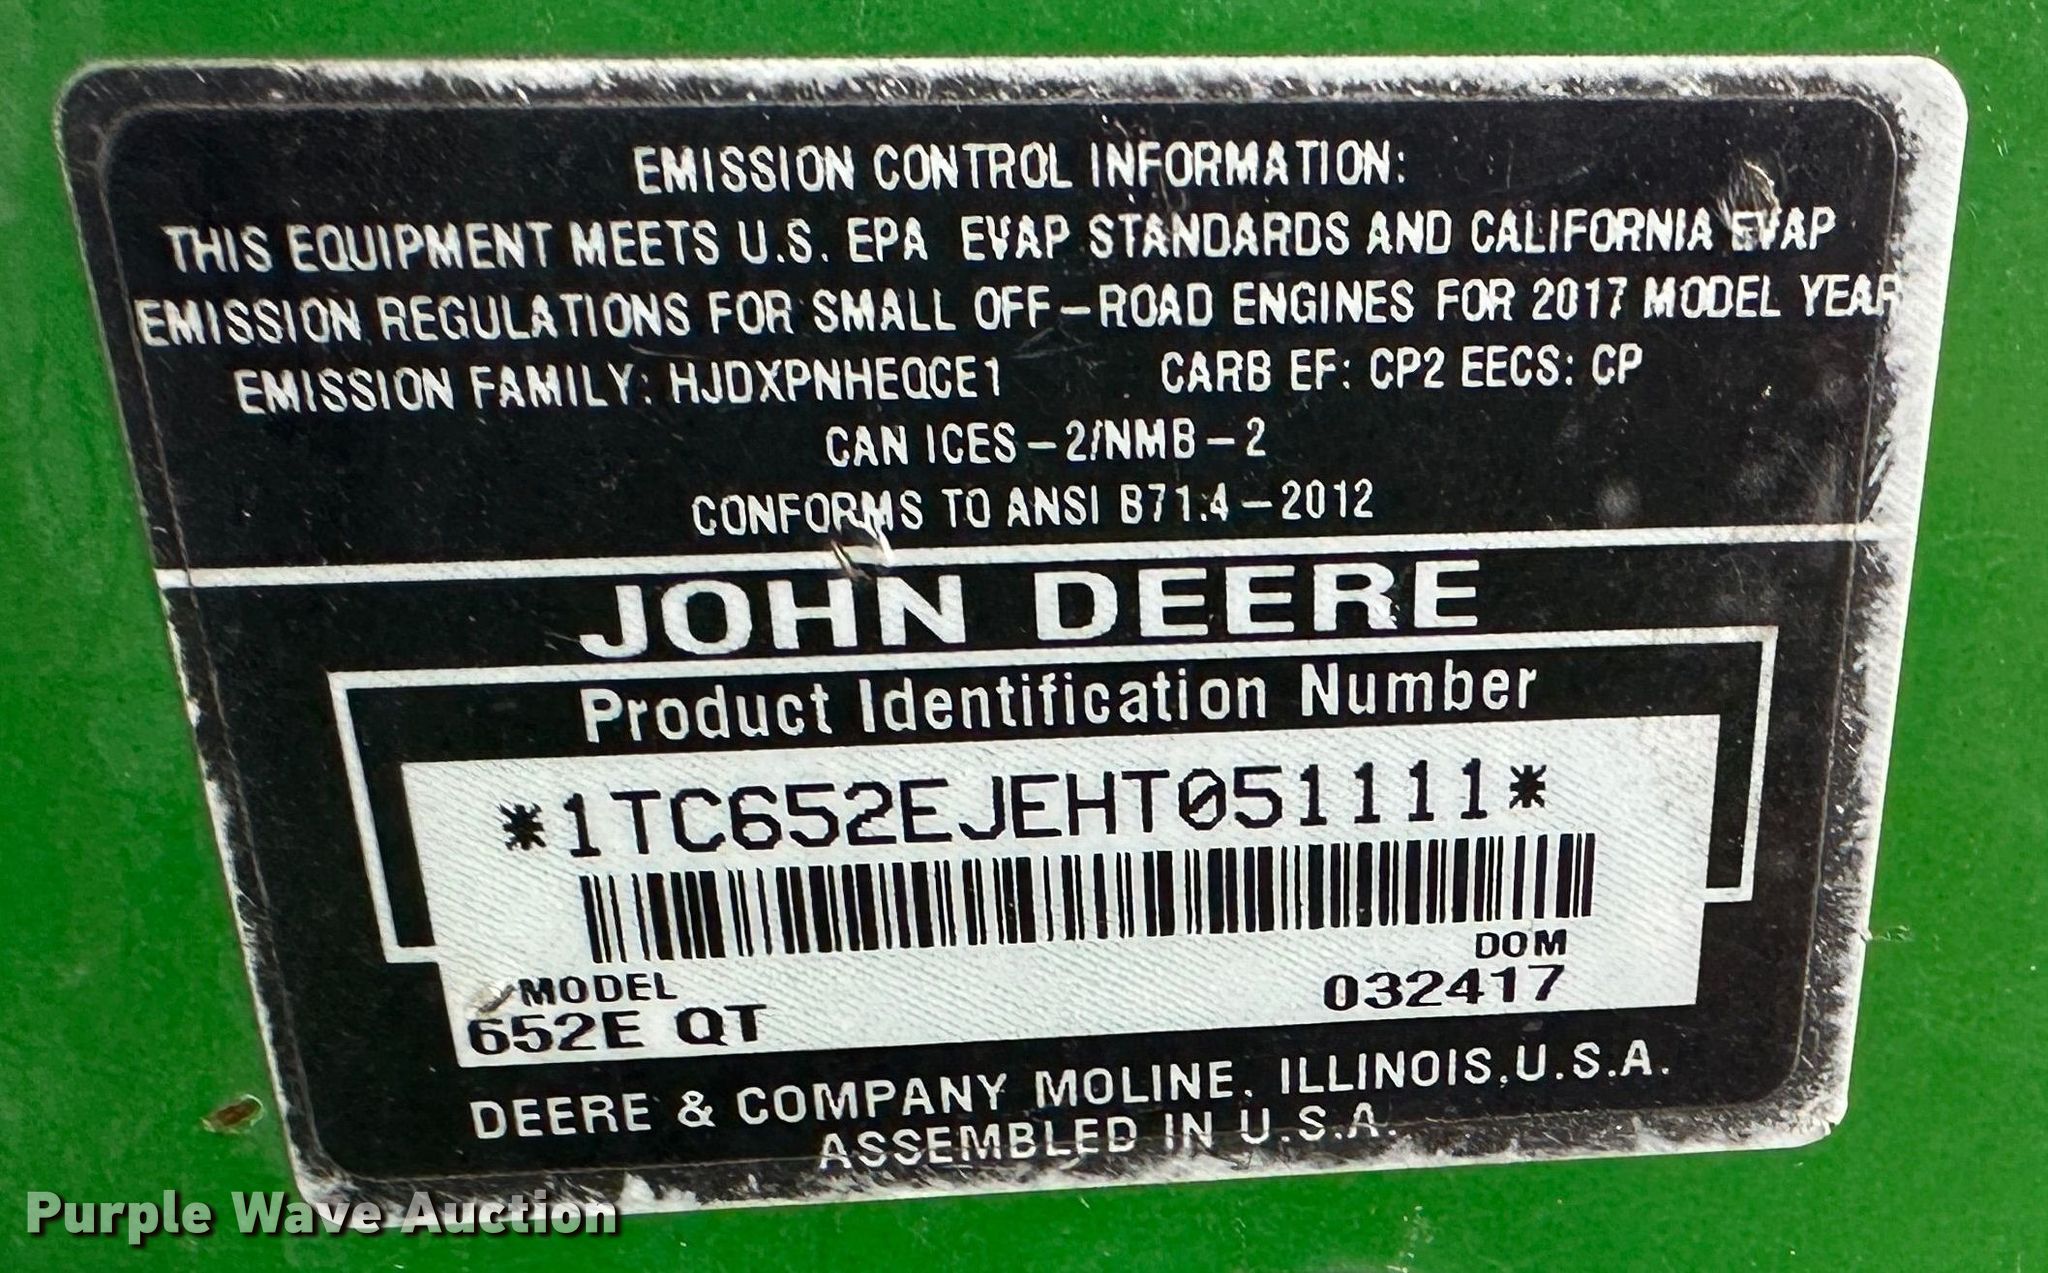 EMISSION CONTROL INFORMATION:
THIS EQUIPMENT MEETS U.S. EPA EVAP STANDARDS AND CALIFORNIA EVAP
EMISSION REGULATIONS FOR SMALL OFF-ROAD ENGINES FOR 2017 MODEL YEAR
EMISSION FAMILY: HJDXPNHEQCE1 CARB EF: CP2 EECS: CP
CAN ICES-2/NMB-2
CONFORMS TO ANSI B71.4-2012
JOHN DEERE
Product Identification Number
*1TC652EJEHT051111*
DOM
032417
MODEL
652E QT
DEERE & COMPANY MOLINE, ILLINOIS, U.S.A.
ASSEMBLED IN U.S.A.
Purple Wave Auction